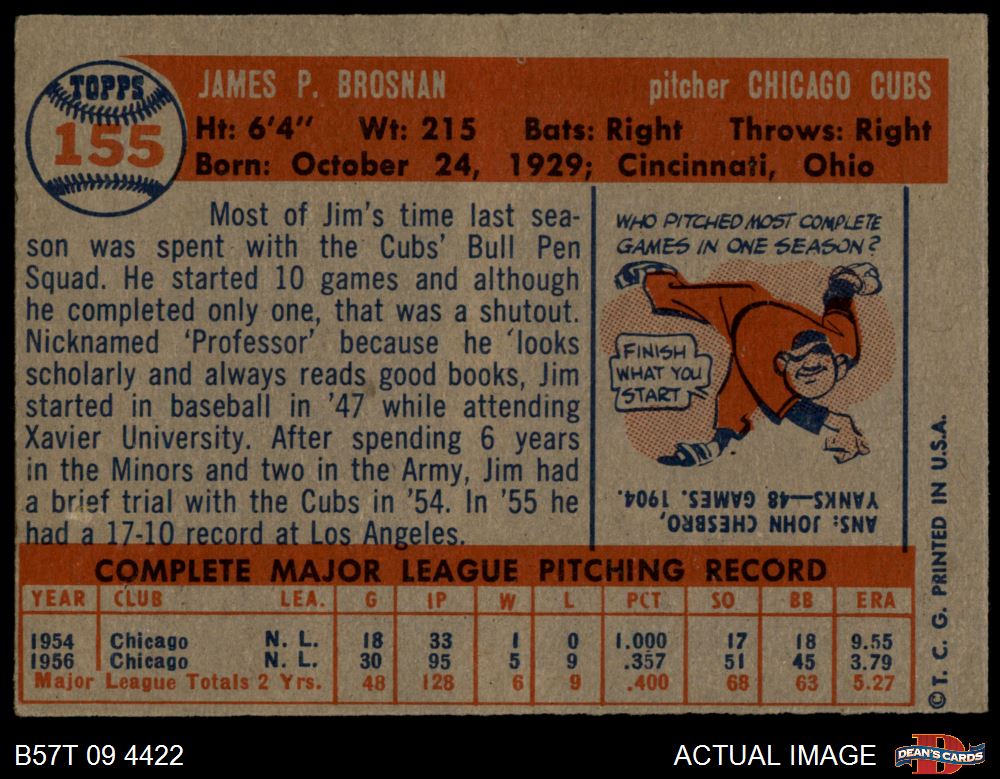 TOPPS
155
JAMES P. BROSNAN pitcher CHICAGO CUBS
Ht: 6'4" Wt: 215 Bats: Right Throws: Right
Born: October 24, 1929; Cincinnati, Ohio
Most of Jim's time last sea-
son was spent with the Cubs' Bull Pen
Squad. He started 10 games and although
he completed only one, that was a shutout.
Nicknamed 'Professor' because he 'looks
scholarly and always reads good books, Jim
started in baseball in '47 while attending
Xavier University. After spending 6 years
in the Minors and two in the Army, Jim had
a brief trial with the Cubs in '54. In '55 he
had a 17-10 record at Los Angeles.
WHO PITCHED MOST COMPLETE
GAMES IN ONE SEASON?
FINISH
WHAT YOU
START
ANS: JOHN CHESBRO,
YANKS—48 GAMES. 1904.
COMPLETE MAJOR LEAGUE PITCHING RECORD
YEAR CLUB LEA. G IP W L PCT SO BB ERA
1954 Chicago N. L. 18 33 1 0 1.000 17 18 9.55
1956 Chicago N. L. 30 95 5 9 .357 51 45 3.79
Major League Totals 2 Yrs. 48 128 6 9 .400 68 63 5.27
© T. C. G. PRINTED IN U.S.A.
B57T 09 4422
ACTUAL IMAGE
D
DEAN'S CARDS